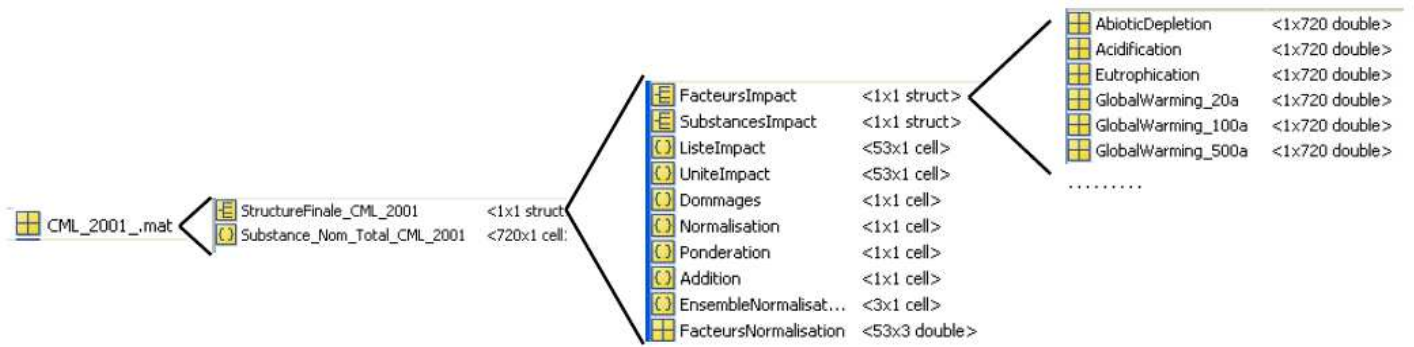 CML_2001_.mat
StructureFinale_CML_2001 <1x1 struct
Substance_Nom_Total_CML_2001 <720x1 cell:
FacteursImpact <1x1 struct>
SubstancesImpact <1x1 struct>
ListeImpact <53x1 cell>
UniteImpact <53x1 cell>
Dommages <1x1 cell>
Normalisation <1x1 cell>
Ponderation <1x1 cell>
Addition <1x1 cell>
EnsembleNormalisat... <3x1 cell>
FacteursNormalisation <53x3 double>
AbioticDepletion <1x720 double>
Acidification <1x720 double>
Eutrophication <1x720 double>
GlobalWarming_20a <1x720 double>
GlobalWarming_100a <1x720 double>
GlobalWarming_500a <1x720 double>
.........